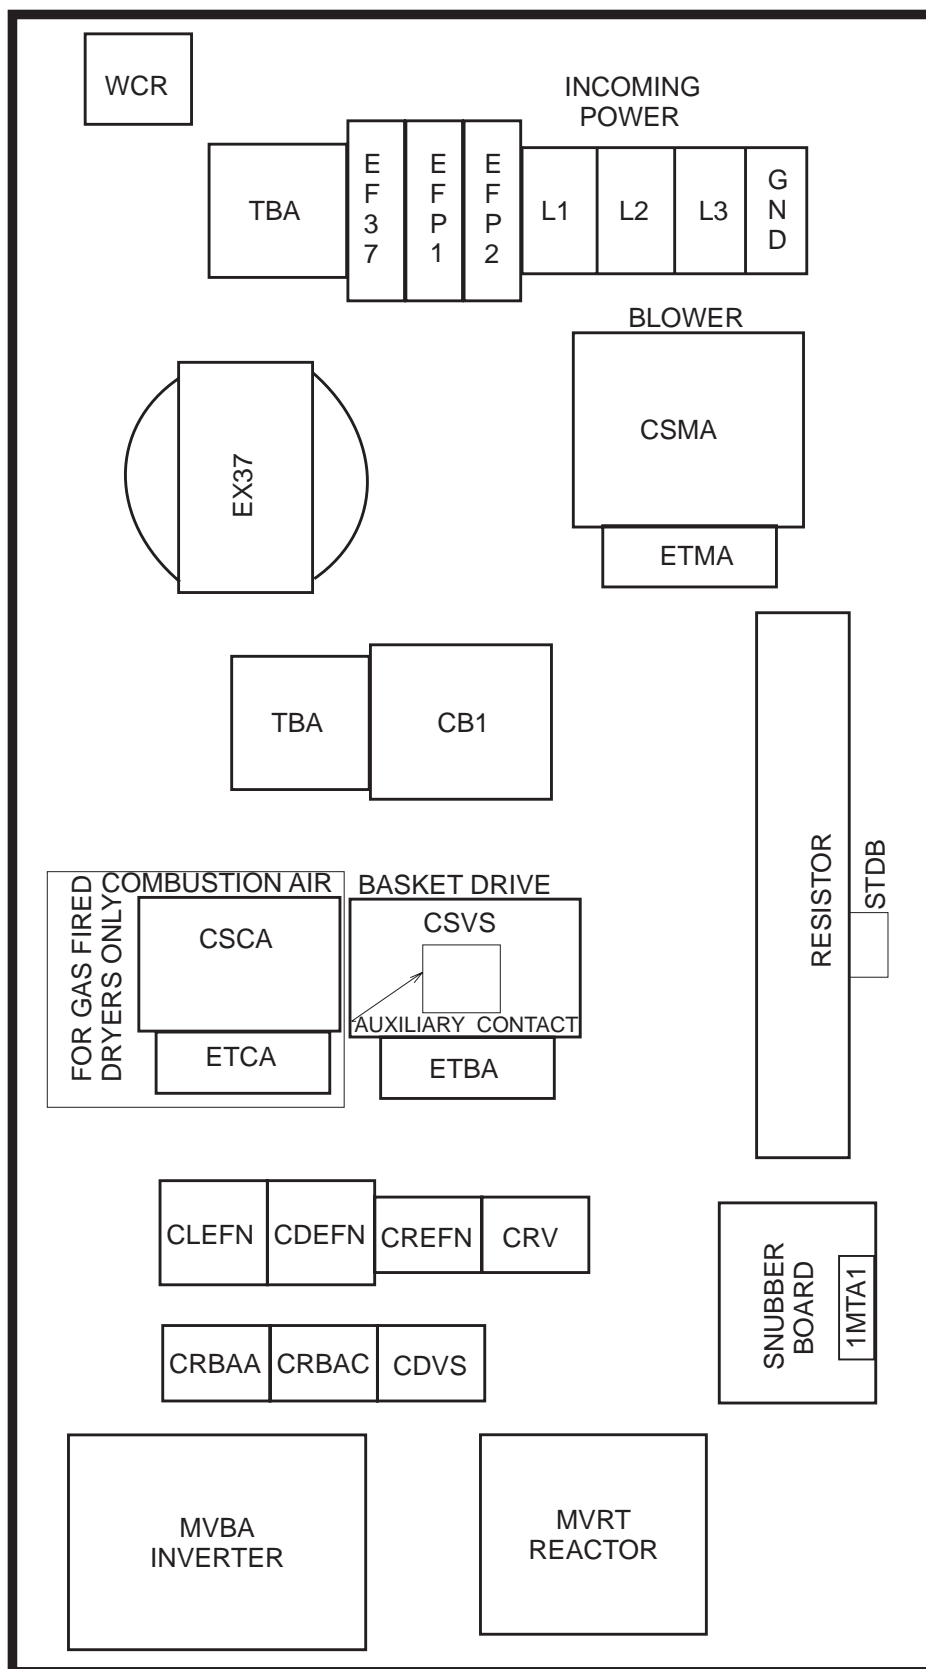 WCR
INCOMING
POWER
TBA
EF37
EFP1
EFP2
L1
L2
L3
GND
BLOWER
CSMA
ETMA
EX37
TBA
CB1
RESISTOR
STDB
FOR GAS FIRED
DRYERS ONLY
COMBUSTION AIR
CSCA
ETCA
BASKET DRIVE
CSVS
AUXILIARY CONTACT
ETBA
CLEFN
CDEFN
CREFN
CRV
SNUBBER
BOARD
1MTA1
CRBAA
CRBAC
CDVS
MVBA
INVERTER
MVRT
REACTOR